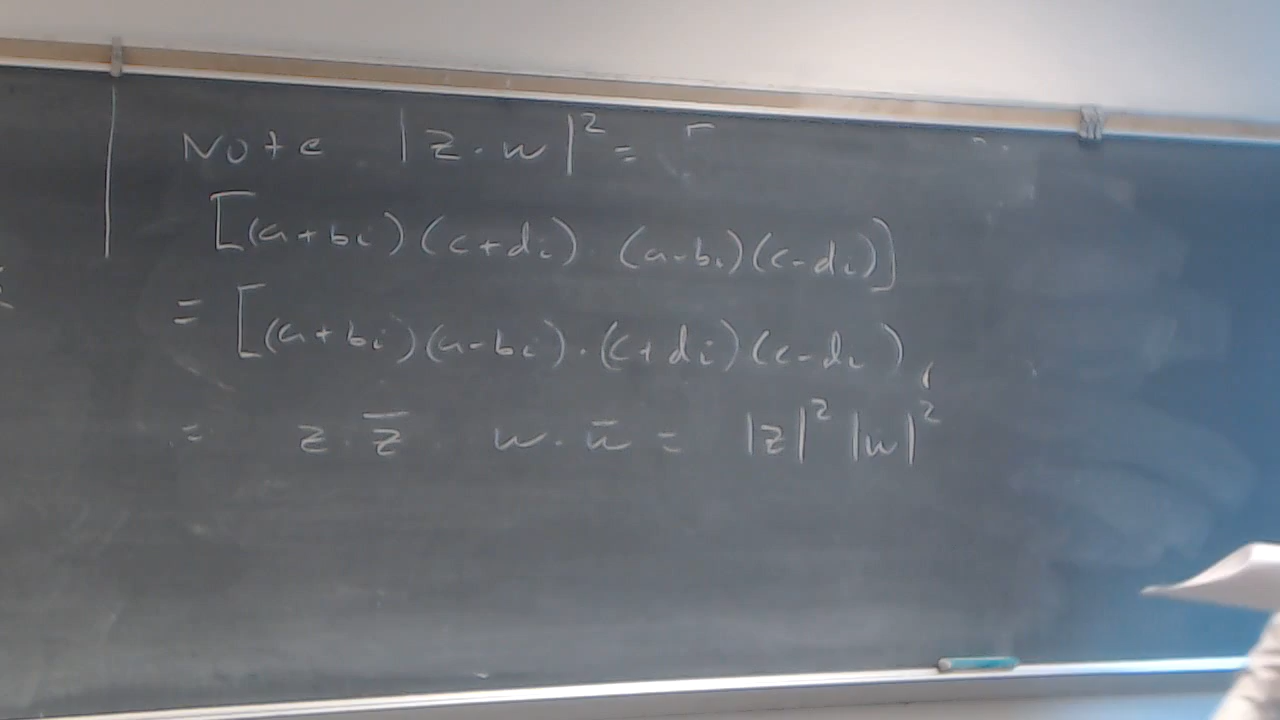 Note |z·w|² =
[(a+bi)(c+di)·(a-bi)(c-di)]
= [(a+bi)(a-bi)·(c+di)(c-di)
= z·z̅ · w·w̅ = |z|²|w|²